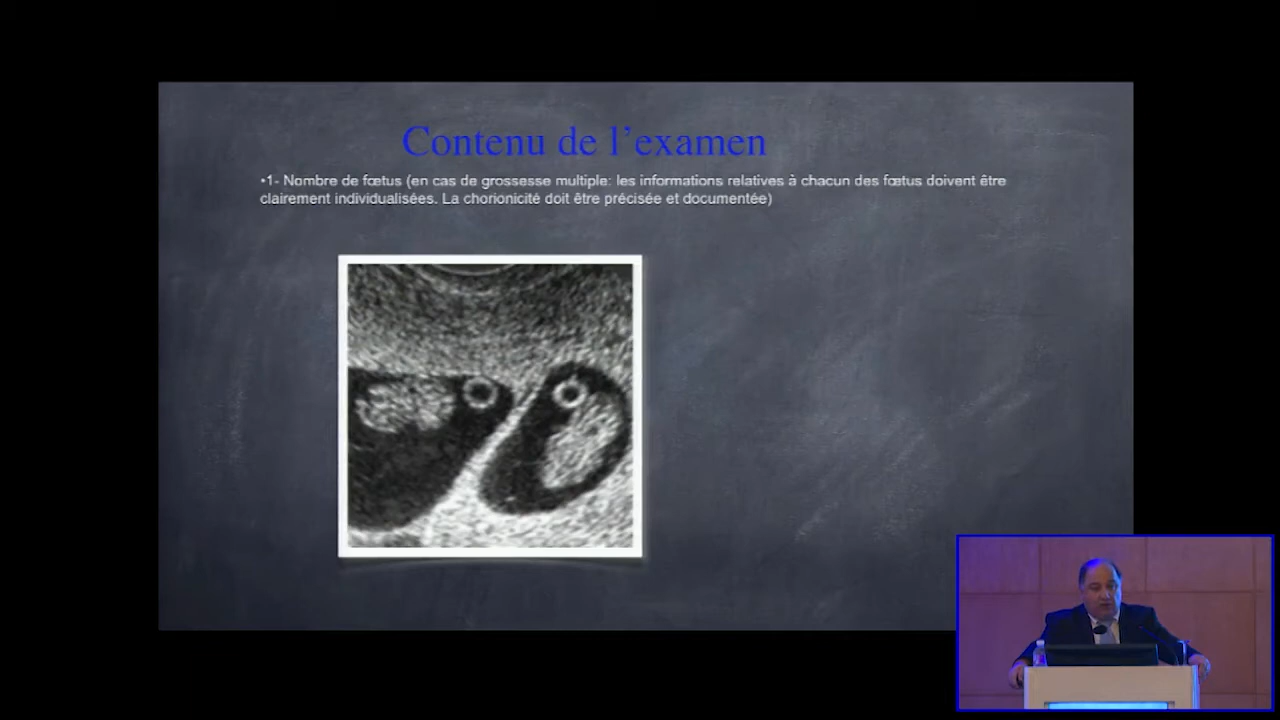 Contenu de l’examen
•1- Nombre de fœtus (en cas de grossesse multiple: les informations relatives à chacun des fœtus doivent être
clairement individualisées. La chorionicité doit être précisée et documentée)